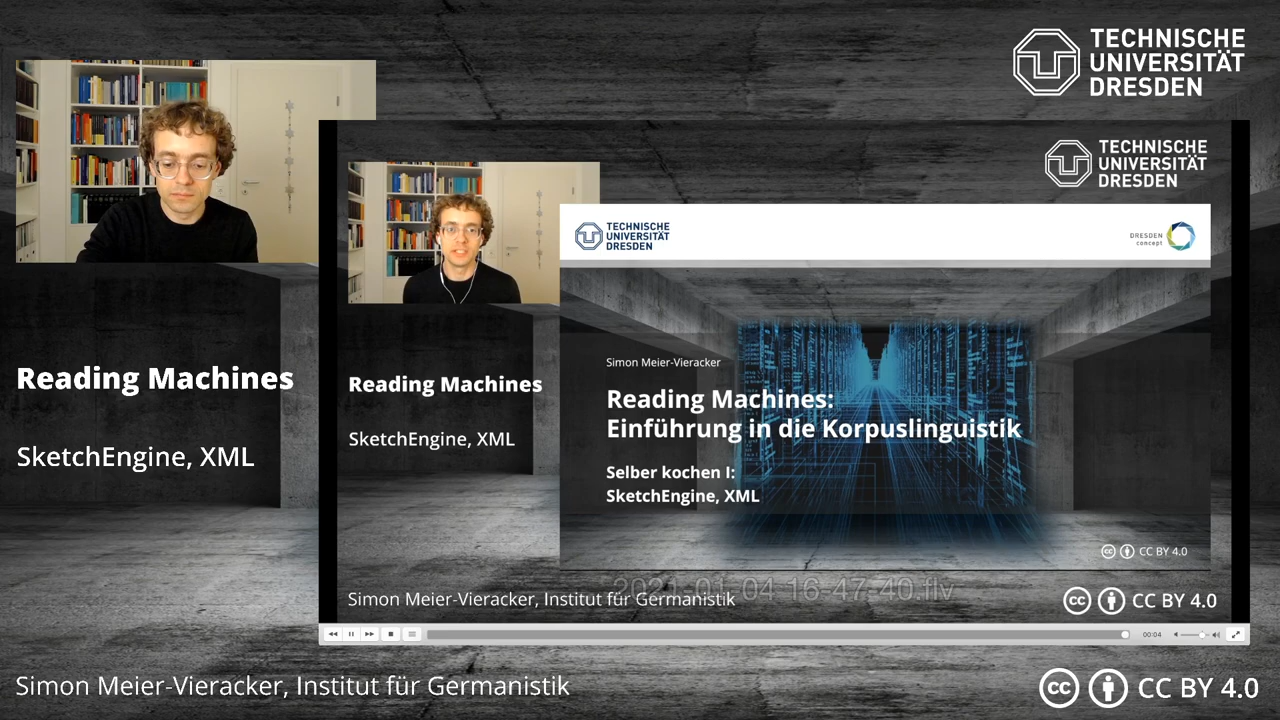 TECHNISCHE
UNIVERSITÄT
DRESDEN
TECHNISCHE
UNIVERSITÄT
DRESDEN
TECHNISCHE
UNIVERSITÄT
DRESDEN
DRESDEN
concept
Simon Meier-Vieracker
Reading Machines:
Einführung in die Korpuslinguistik
Selber kochen I:
SketchEngine, XML
CC BY 4.0
Reading Machines
SketchEngine, XML
Reading Machines
SketchEngine, XML
2021-01-04 16-47-40.flv
Simon Meier-Vieracker, Institut für Germanistik
CC BY 4.0
00:04
Simon Meier-Vieracker, Institut für Germanistik
CC BY 4.0